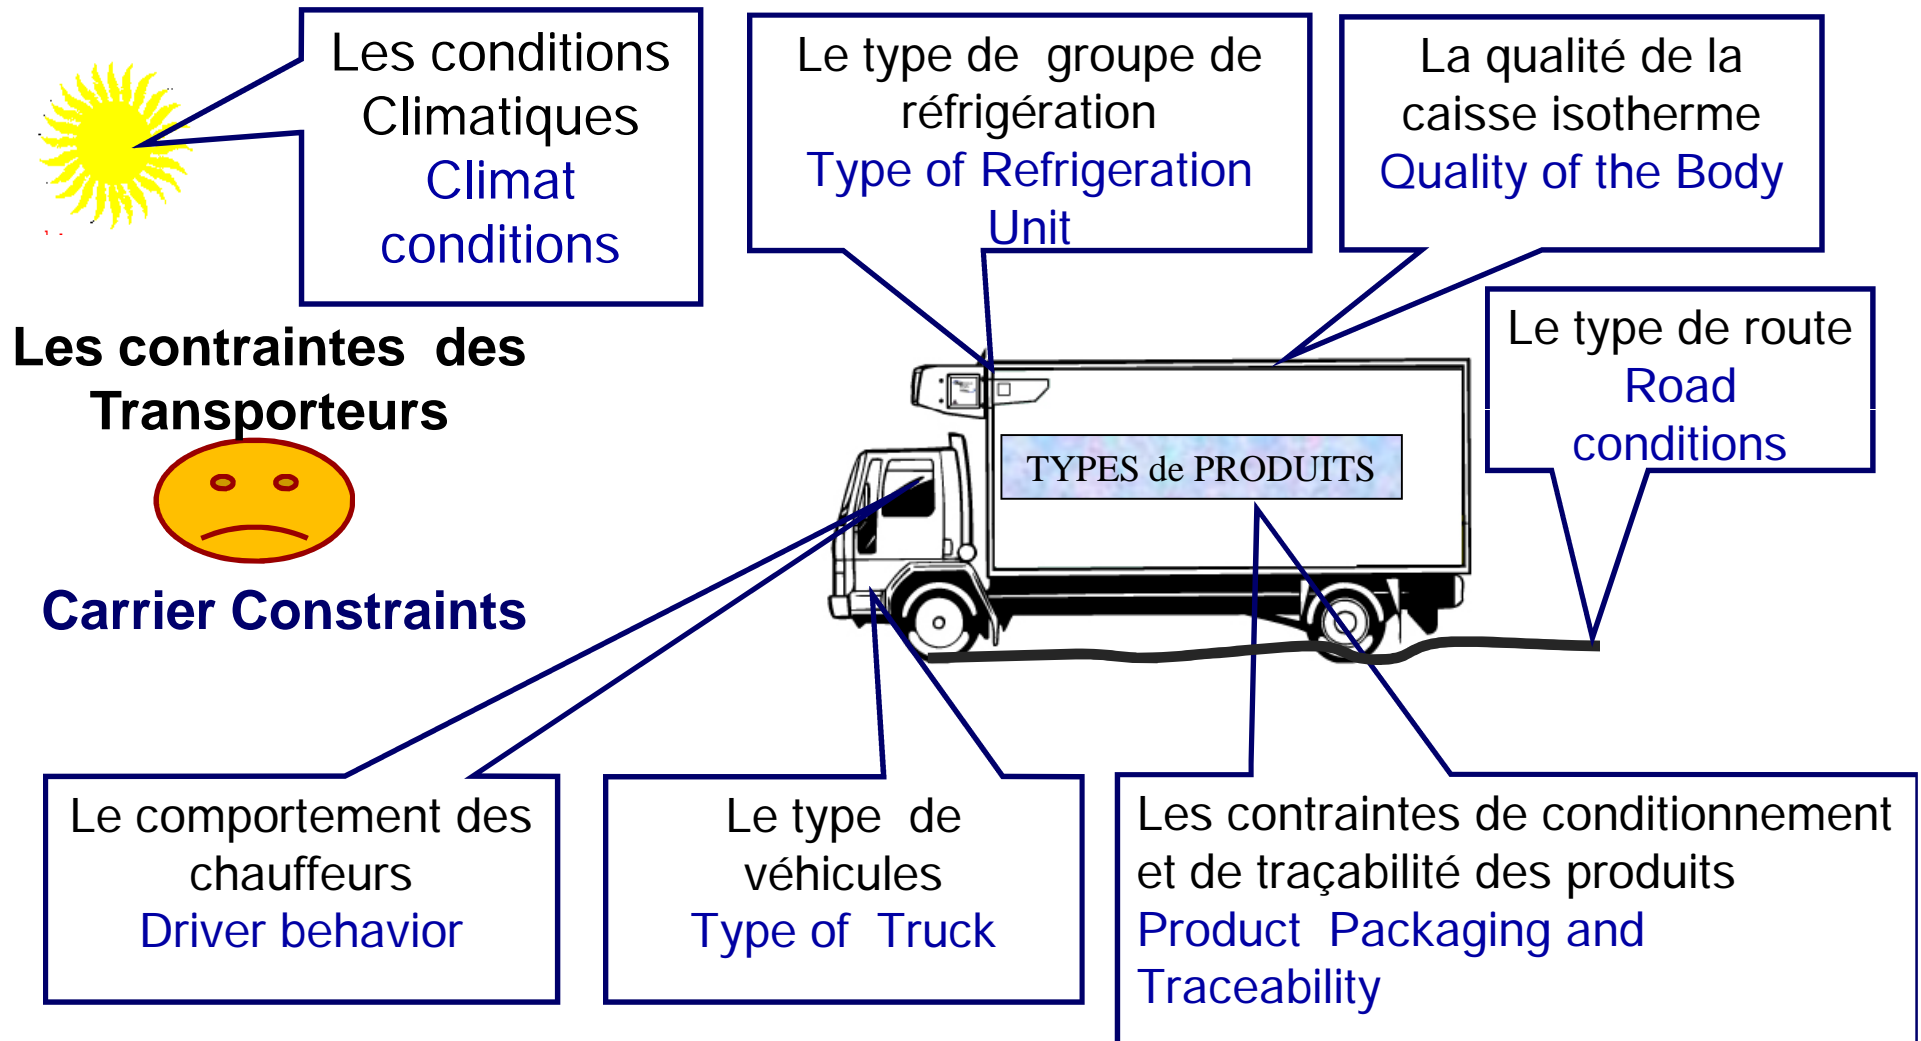 Les conditions
Climatiques
Climat
conditions
Le type de groupe de
réfrigération
Type of Refrigeration
Unit
La qualité de la
caisse isotherme
Quality of the Body
Le type de route
Road
conditions
Les contraintes des
Transporteurs
Carrier Constraints
TYPES de PRODUITS
Le comportement des
chauffeurs
Driver behavior
Le type de
véhicules
Type of Truck
Les contraintes de conditionnement
et de traçabilité des produits
Product Packaging and
Traceability